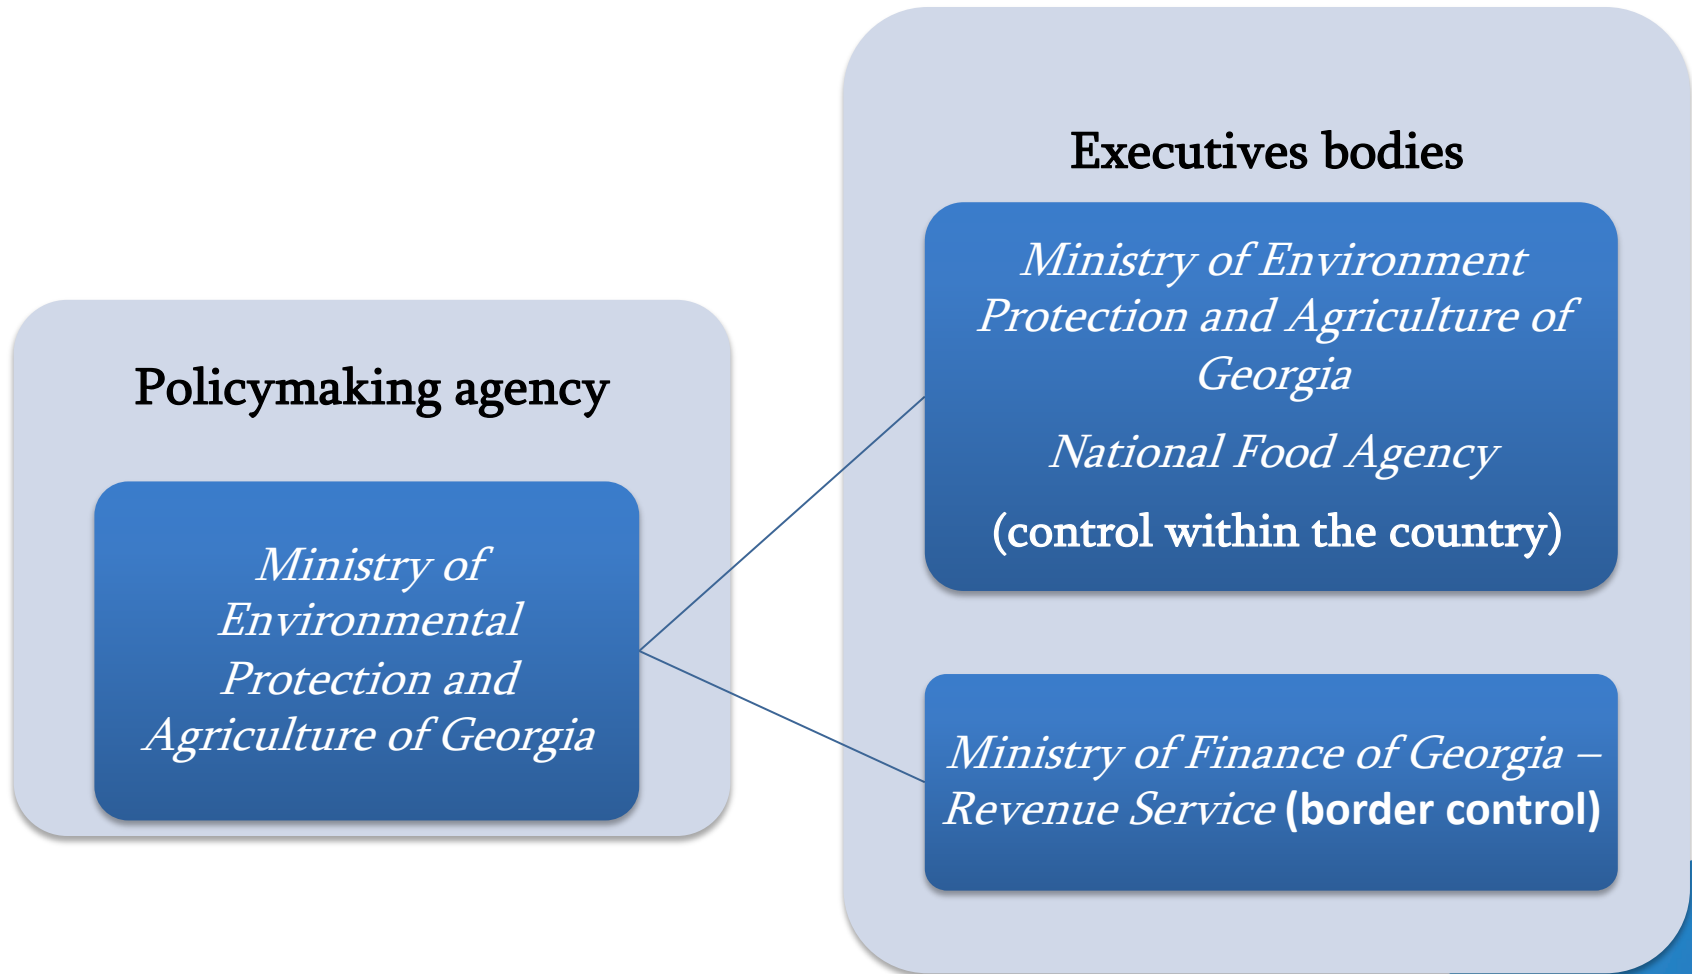 Policymaking agency
Ministry of
Environmental
Protection and
Agriculture of Georgia
Executives bodies
Ministry of Environment
Protection and Agriculture of
Georgia
National Food Agency
(control within the country)
Ministry of Finance of Georgia –
Revenue Service (border control)